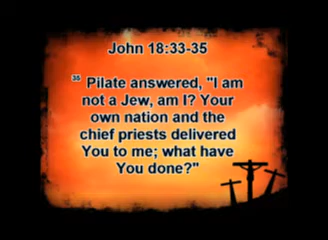 John 18:33-35
35 Pilate answered, "I am
not a Jew, am I? Your
own nation and the
chief priests delivered
You to me; what have
You done?"